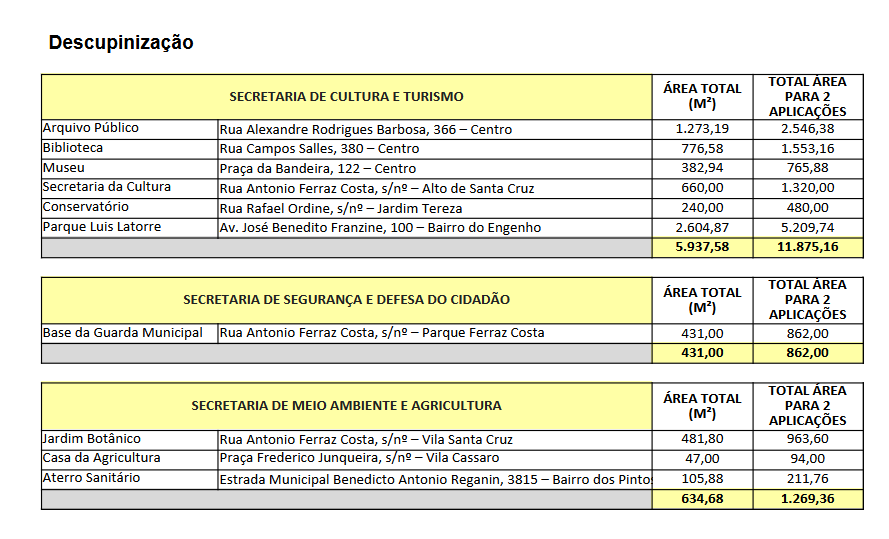 Descupinização
SECRETARIA DE CULTURA E TURISMO ÁREA TOTAL (M²) TOTAL ÁREA PARA 2 APLICAÇÕES
Arquivo Público Rua Alexandre Rodrigues Barbosa, 366 – Centro 1.273,19 2.546,38
Biblioteca Rua Campos Salles, 380 – Centro 776,58 1.553,16
Museu Praça da Bandeira, 122 – Centro 382,94 765,88
Secretaria da Cultura Rua Antonio Ferraz Costa, s/nº – Alto de Santa Cruz 660,00 1.320,00
Conservatório Rua Rafael Ordine, s/nº – Jardim Tereza 240,00 480,00
Parque Luis Latorre Av. José Benedito Franzine, 100 – Bairro do Engenho 2.604,87 5.209,74
5.937,58 11.875,16
SECRETARIA DE SEGURANÇA E DEFESA DO CIDADÃO ÁREA TOTAL (M²) TOTAL ÁREA PARA 2 APLICAÇÕES
Base da Guarda Municipal Rua Antonio Ferraz Costa, s/nº – Parque Ferraz Costa 431,00 862,00
431,00 862,00
SECRETARIA DE MEIO AMBIENTE E AGRICULTURA ÁREA TOTAL (M²) TOTAL ÁREA PARA 2 APLICAÇÕES
Jardim Botânico Rua Antonio Ferraz Costa, s/nº – Vila Santa Cruz 481,80 963,60
Casa da Agricultura Praça Frederico Junqueira, s/nº – Vila Cassaro 47,00 94,00
Aterro Sanitário Estrada Municipal Benedicto Antonio Reganin, 3815 – Bairro dos Pintos 105,88 211,76
634,68 1.269,36